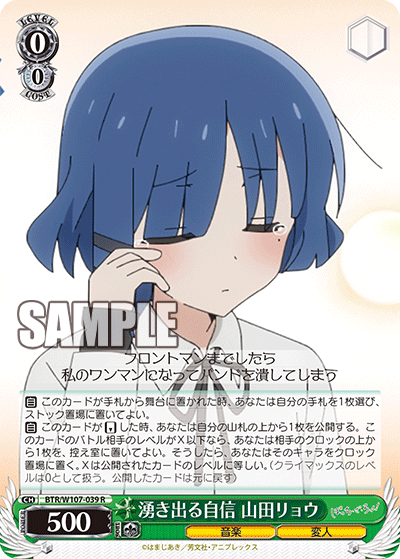 LEVEL
0
0
COST
SAMPLE
フロントマンまでしたら
私のワンマンになってバンドを潰してしまう
自 このカードが手札から舞台に置かれた時、あなたは自分の手札を1枚選び、
ストック置場に置いてよい。
自 このカードが した時、あなたは自分の山札の上から1枚を公開する。こ
のカードのバトル相手のレベルがX以下なら、あなたは相手のクロックの上か
ら1枚を、控え室に置いてよい。そうしたら、あなたはそのキャラをクロック
置場に置く。Xは公開されたカードのレベルに等しい。(クライマックスのレベ
ルは0として扱う。公開したカードは元に戻す)
CH BTR/W107-039 R
500
湧き出る自信 山田リョウ
ぼっち・ざ・ろっく!
音楽
変人
©はまじあき／芳文社・アニプレックス